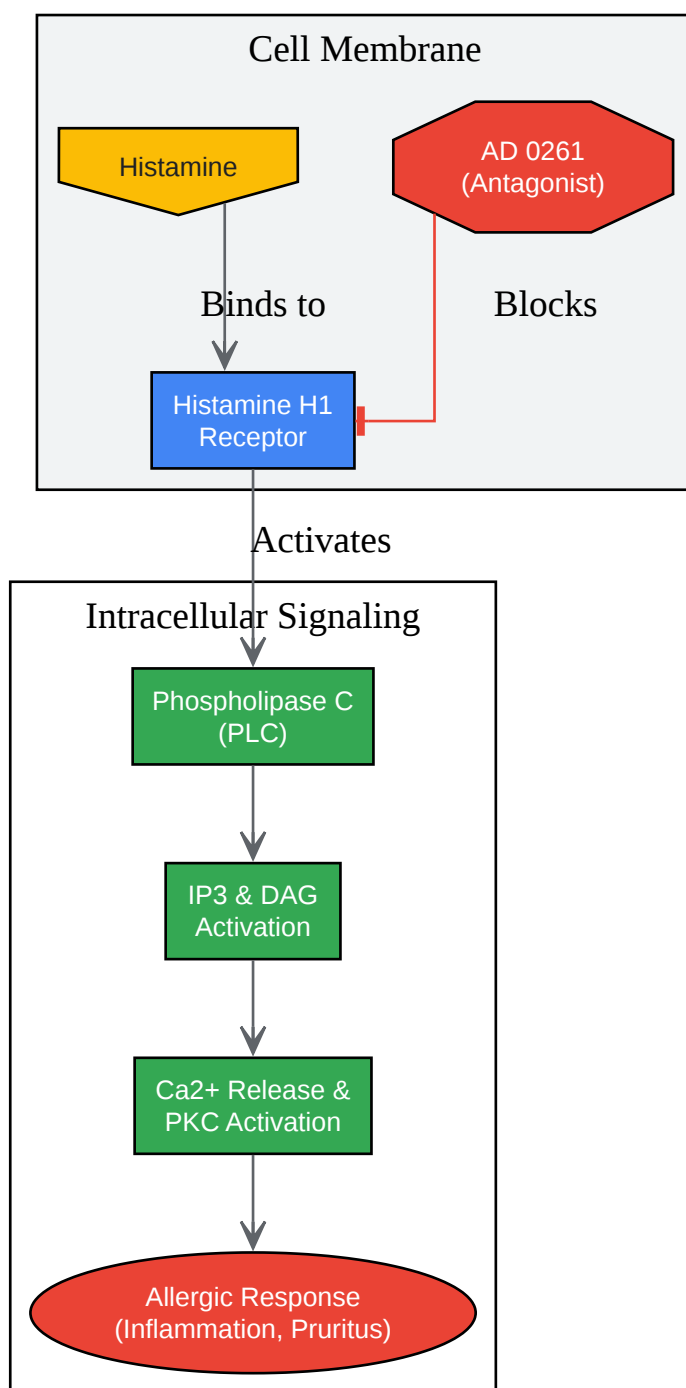 Cell Membrane
Histamine
AD 0261
(Antagonist)
Binds to
Blocks
Histamine H1
Receptor
Activates
Intracellular Signaling
Phospholipase C
(PLC)
IP3 & DAG
Activation
Ca2+ Release &
PKC Activation
Allergic Response
(Inflammation, Pruritus)